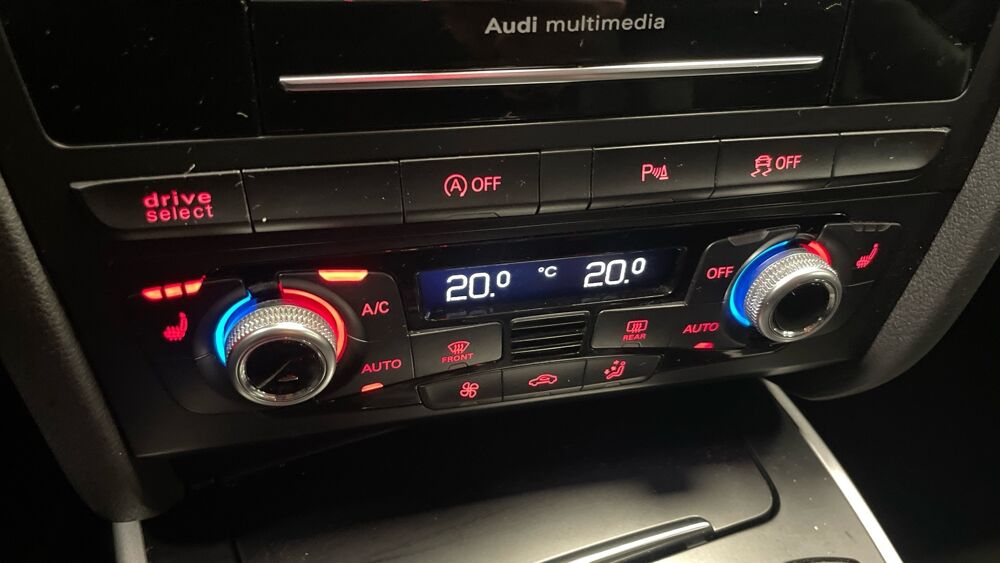 Audi multimedia
drive
select
A OFF
P
OFF
OFF
A/C
20.0 °C 20.0
AUTO
FRONT
REAR
AUTO